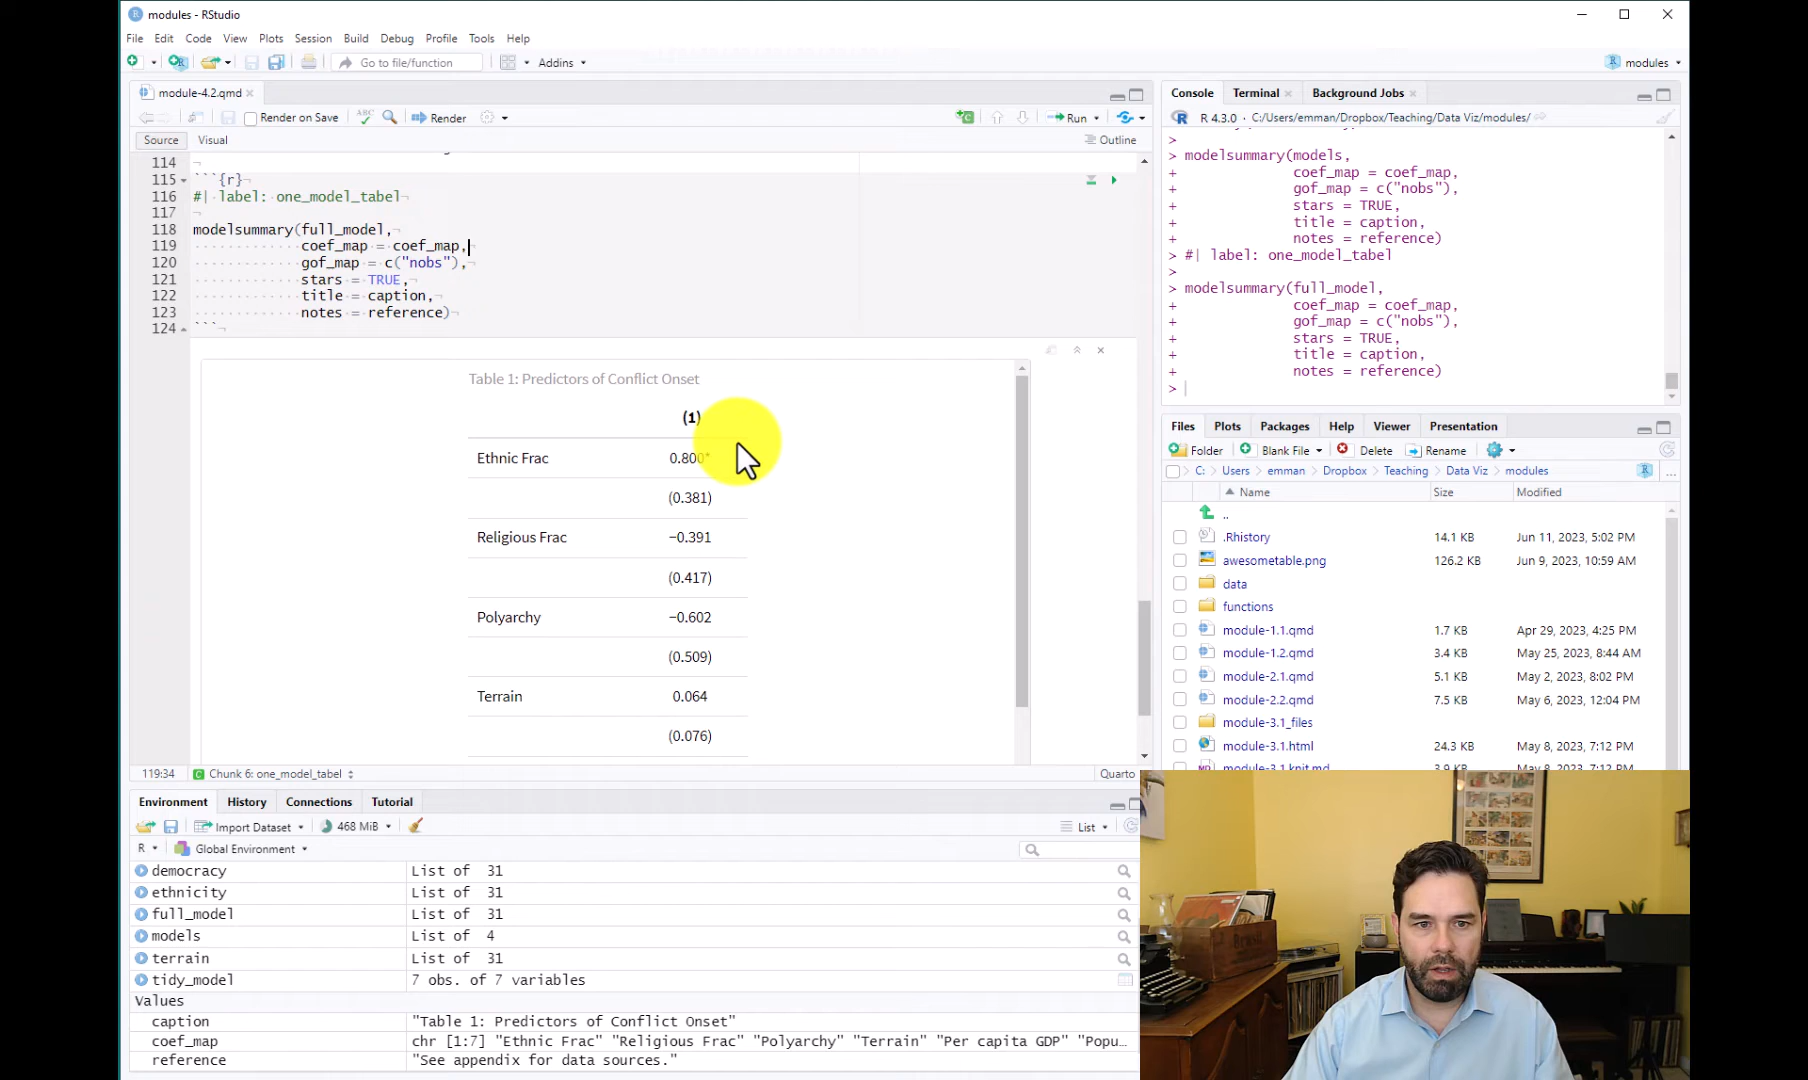 modules - RStudio
File Edit Code View Plots Session Build Debug Profile Tools Help
Go to file/function
Addins
modules
module-4.2.qmd
Render on Save
ABC
Render
Run
Source Visual
Outline
114
115 ```{r}
116 #| label: one_model_tabel
117
118 modelsummary(full_model,
119 coef_map = coef_map,
120 gof_map = c("nobs"),
121 stars = TRUE,
122 title = caption,
123 notes = reference)
124 ```
Table 1: Predictors of Conflict Onset
(1)
Ethnic Frac 0.800*
(0.381)
Religious Frac −0.391
(0.417)
Polyarchy −0.602
(0.509)
Terrain 0.064
(0.076)
119:34 Chunk 6: one_model_tabel Quarto
Environment History Connections Tutorial
Import Dataset 468 MiB List
R Global Environment
democracy List of 31
ethnicity List of 31
full_model List of 31
models List of 4
terrain List of 31
tidy_model 7 obs. of 7 variables
Values
caption "Table 1: Predictors of Conflict Onset"
coef_map chr [1:7] "Ethnic Frac" "Religious Frac" "Polyarchy" "Terrain" "Per capita GDP" "Popu…
reference "See appendix for data sources."
Console Terminal Background Jobs
R 4.3.0 · C:/Users/emman/Dropbox/Teaching/Data Viz/modules/
>
> modelsummary(models,
+ coef_map = coef_map,
+ gof_map = c("nobs"),
+ stars = TRUE,
+ title = caption,
+ notes = reference)
> #| label: one_model_tabel
>
> modelsummary(full_model,
+ coef_map = coef_map,
+ gof_map = c("nobs"),
+ stars = TRUE,
+ title = caption,
+ notes = reference)
>
Files Plots Packages Help Viewer Presentation
Folder Blank File Delete Rename
C: Users emman Dropbox Teaching Data Viz modules ...
Name Size Modified
..
.Rhistory 14.1 KB Jun 11, 2023, 5:02 PM
awesometable.png 126.2 KB Jun 9, 2023, 10:59 AM
data
functions
module-1.1.qmd 1.7 KB Apr 29, 2023, 4:25 PM
module-1.2.qmd 3.4 KB May 25, 2023, 8:44 AM
module-2.1.qmd 5.1 KB May 2, 2023, 8:02 PM
module-2.2.qmd 7.5 KB May 6, 2023, 12:04 PM
module-3.1_files
module-3.1.html 24.3 KB May 8, 2023, 7:12 PM
module-3.1.knit.md 3.9 KB May 8, 2023, 7:12 PM